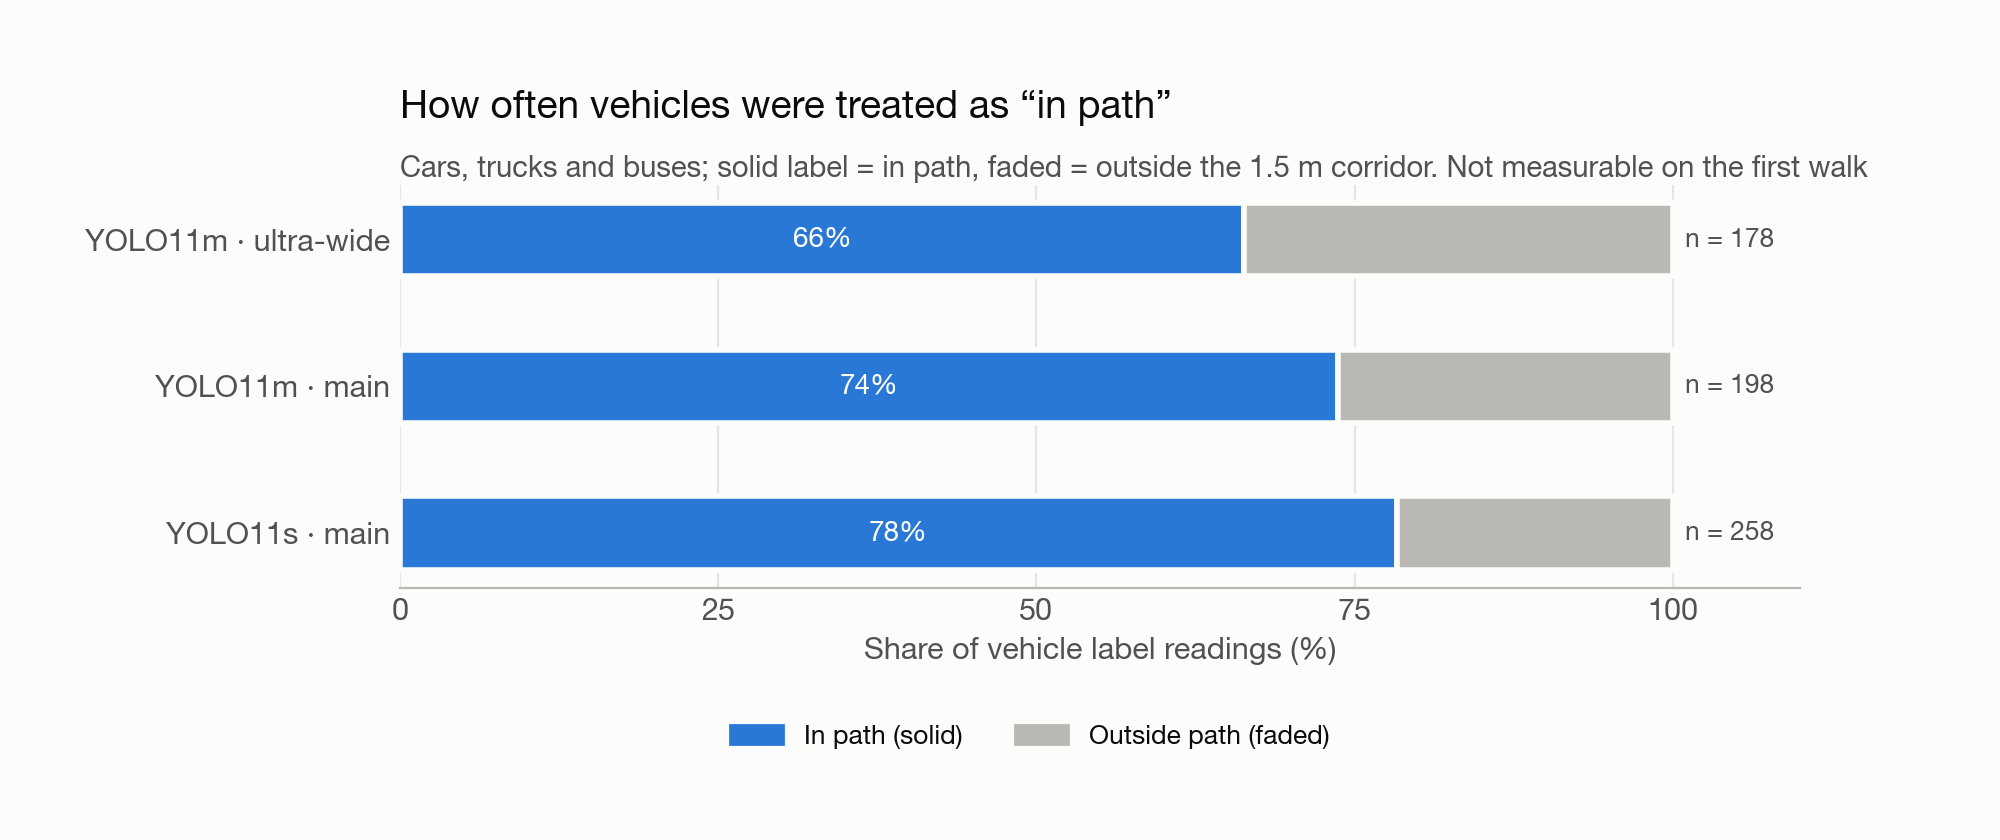 How often vehicles were treated as “in path”
Cars, trucks and buses; solid label = in path, faded = outside the 1.5 m corridor. Not measurable on the first walk
YOLO11m · ultra-wide
66%
n = 178
YOLO11m · main
74%
n = 198
YOLO11s · main
78%
n = 258
0 25 50 75 100
Share of vehicle label readings (%)
In path (solid) Outside path (faded)